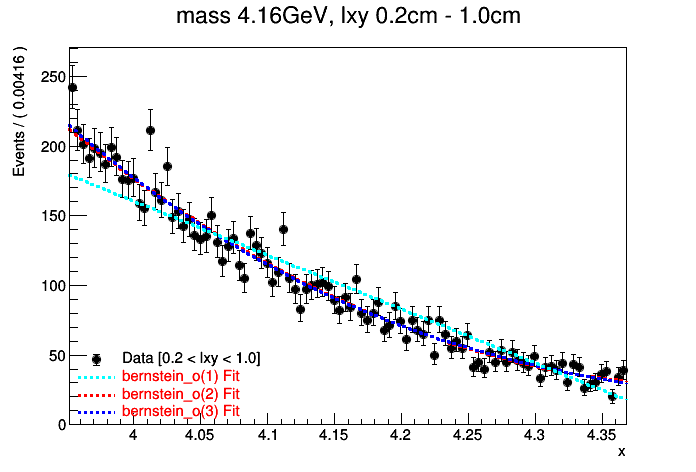 mass 4.16GeV, lxy 0.2cm - 1.0cm
Events / ( 0.00416 )
250
200
150
100
50
0
Data [0.2 < lxy < 1.0]
bernstein_o(1) Fit
bernstein_o(2) Fit
bernstein_o(3) Fit
4 4.05 4.1 4.15 4.2 4.25 4.3 4.35
x